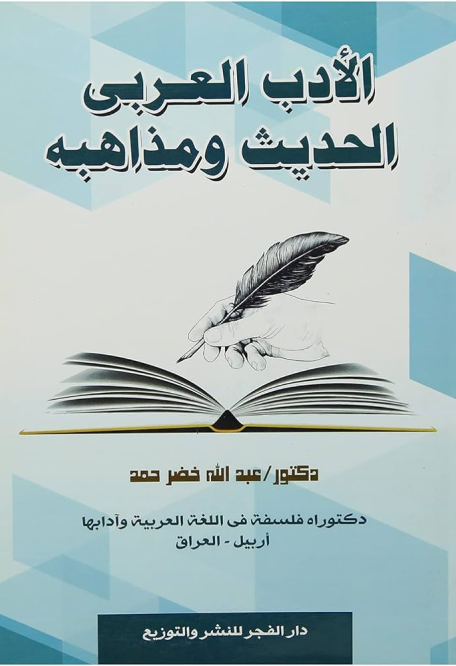 الأدب العربى
الحديث ومذاهبه
دكتور/عبد الله خضر حمد
دكتوراه فلسفة فى اللغة العربية وآدابها
أربيل - العراق
دار الفجر للنشر والتوزيع